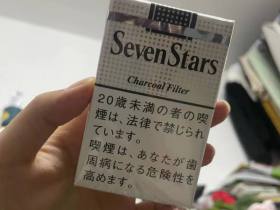 SevenStars
Charcoal Filter
20歳未満の者の喫
煙は、法律で禁じられ
ています。
喫煙は、あなたが歯
周病になる危険性を
高めます。